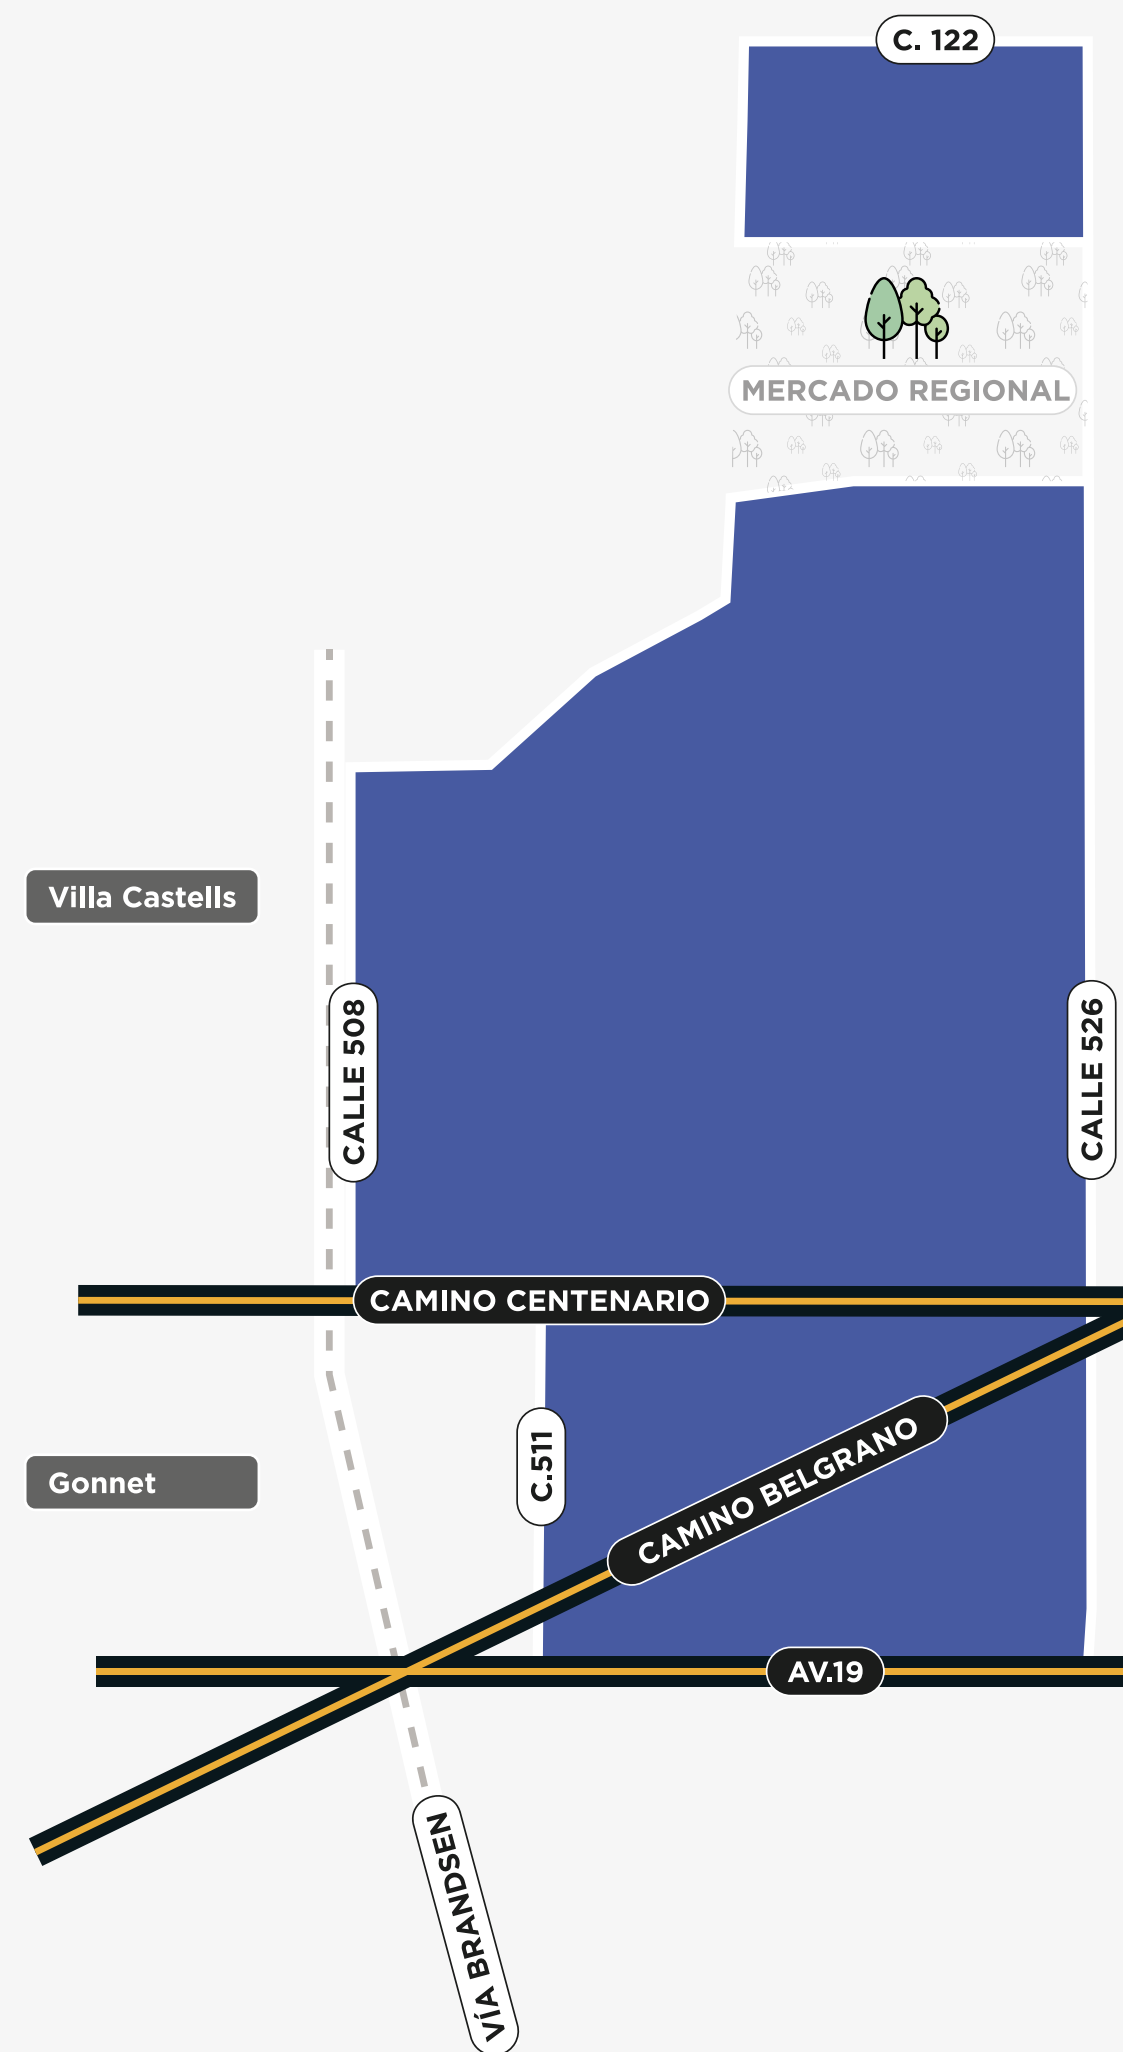 C. 122
MERCADO REGIONAL
Villa Castells
CALLE 508
CALLE 526
CAMINO CENTENARIO
Gonnet
C.511
CAMINO BELGRANO
AV.19
VÍA BRANDSEN